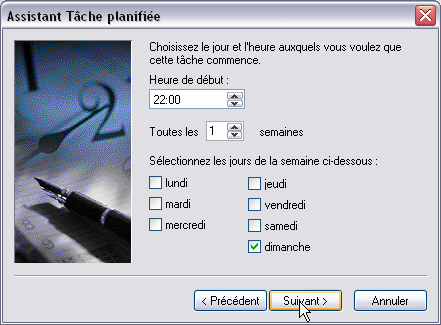 Assistant Tâche planifiée
Choisissez le jour et l'heure auxquels vous voulez que
cette tâche commence.
Heure de début :
22:00
Toutes les 1 semaines
Sélectionnez les jours de la semaine ci-dessous :
lundi
mardi
mercredi
jeudi
vendredi
samedi
dimanche
< Précédent
Suivant >
Annuler